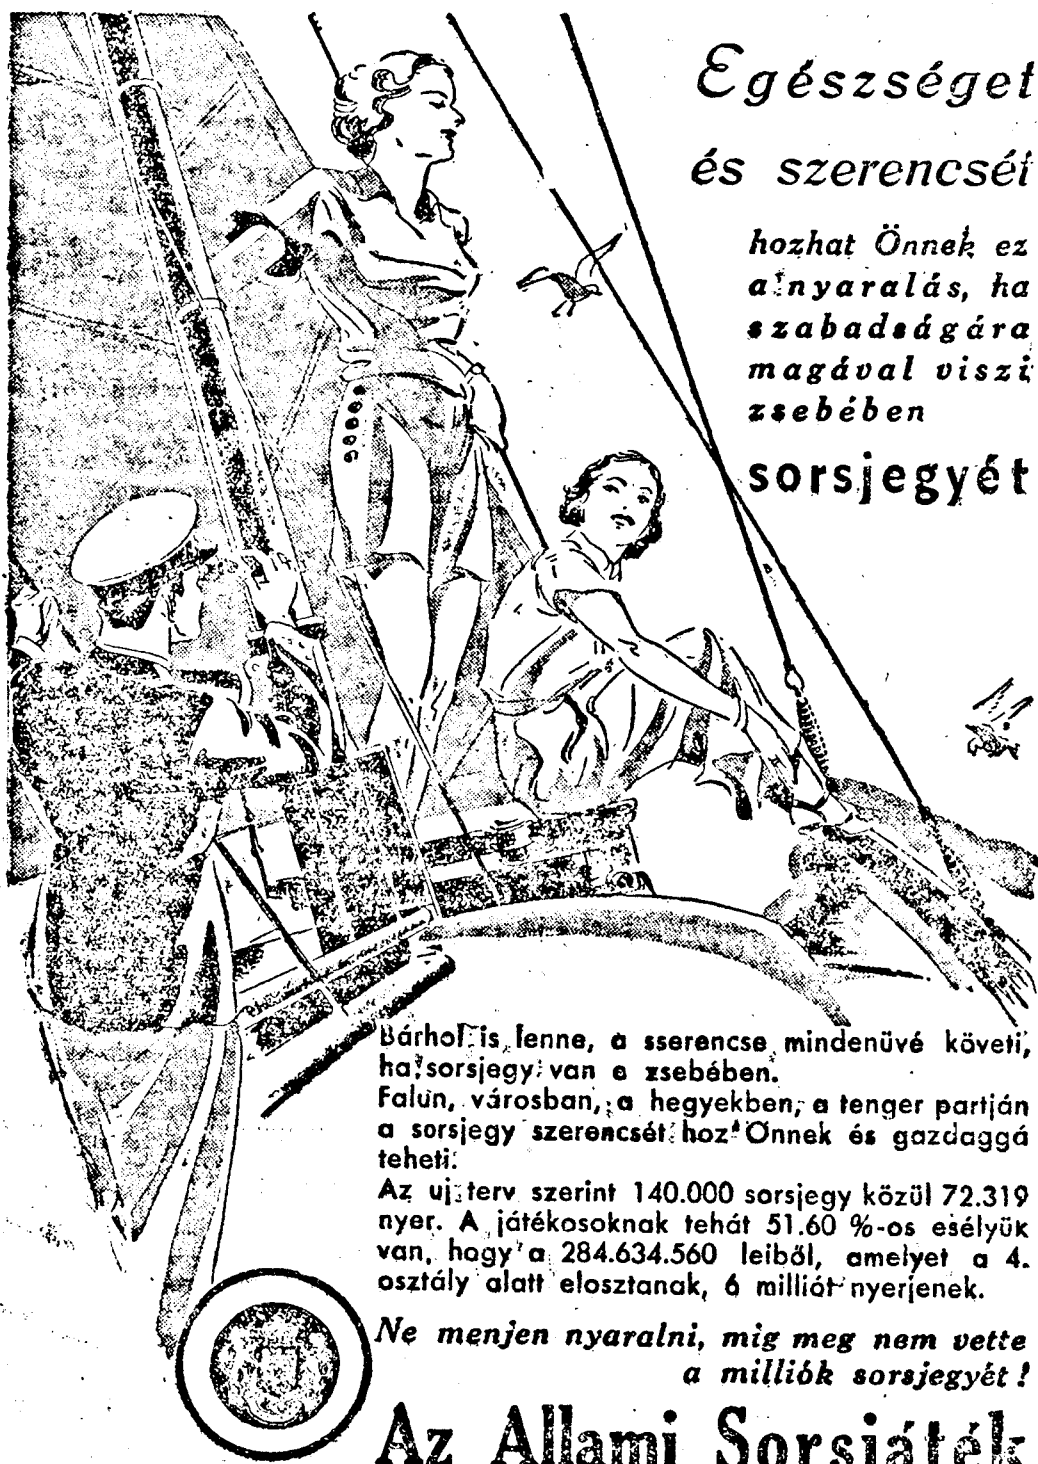 Egészséget
és szerencsét
hozhat Önnek ez
a nyaralás, ha
szabadságára
magával viszi
zsebében
sorsjegyét
Bárhol is lenne, a sserencse mindenüvé követi,
ha sorsjegy van a zsebében.
Falun, városban, a hegyekben, a tenger partján
a sorsjegy szerencsét hoz Önnek és gazdaggá
teheti.
Az uj terv szerint 140.000 sorsjegy közül 72.319
nyer. A játékosoknak tehát 51.60 %-os esélyük
van, hogy a 284.634.560 leiből, amelyet a 4.
osztály alatt elosztanak, 6 milliót nyerjenek.
Ne menjen nyaralni, mig meg nem vette
a milliók sorsjegyét!
Az Allami Sorsjáték